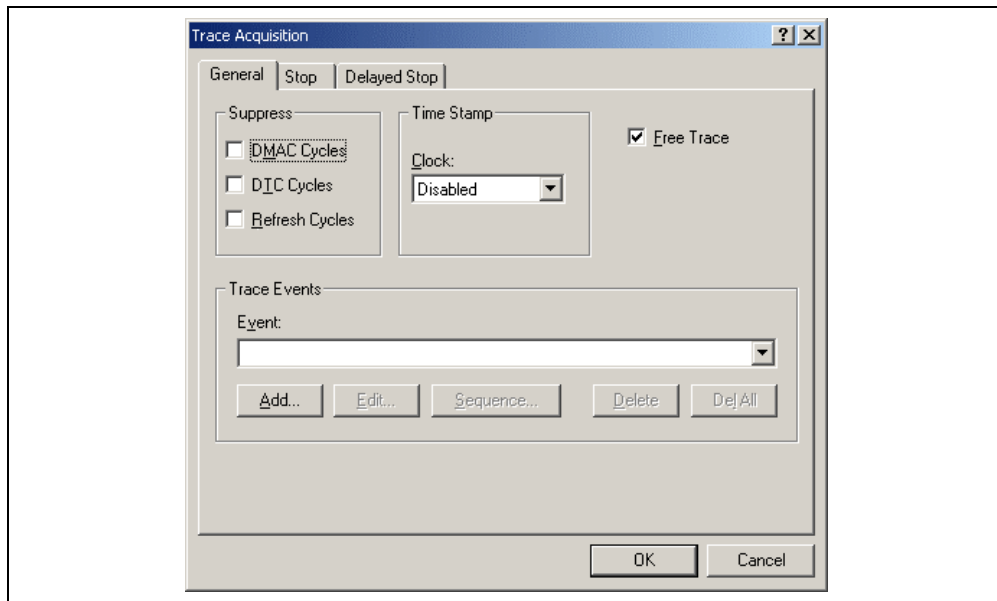 Trace Acquisition
General Stop Delayed Stop
Suppress
DMAC Cycles
DTC Cycles
Refresh Cycles
Time Stamp
Clock:
Disabled
Free Trace
Trace Events
Event:
Add... Edit... Sequence... Delete Del All
OK Cancel